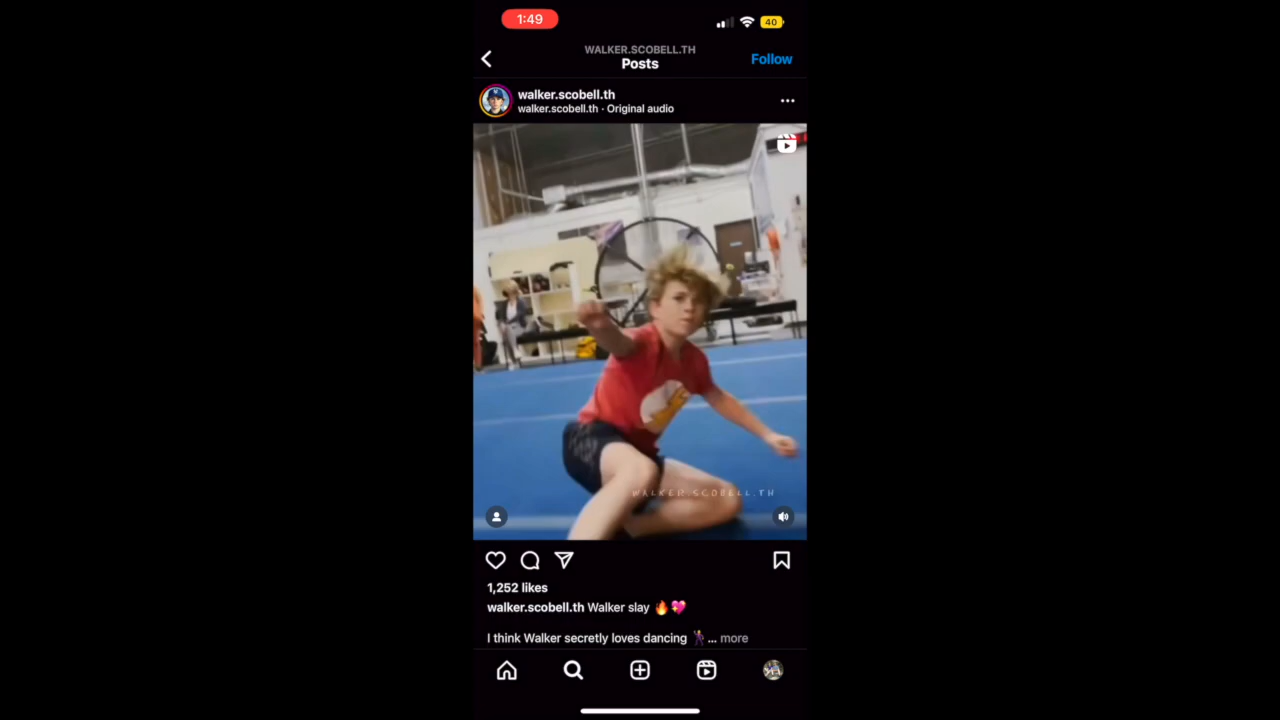 1:49
40
WALKER.SCOBELL.TH
Posts
Follow
walker.scobell.th
walker.scobell.th · Original audio
WALKER.SCOBELL.TH
1,252 likes
walker.scobell.th Walker slay 🔥💖
I think Walker secretly loves dancing 🕺... more